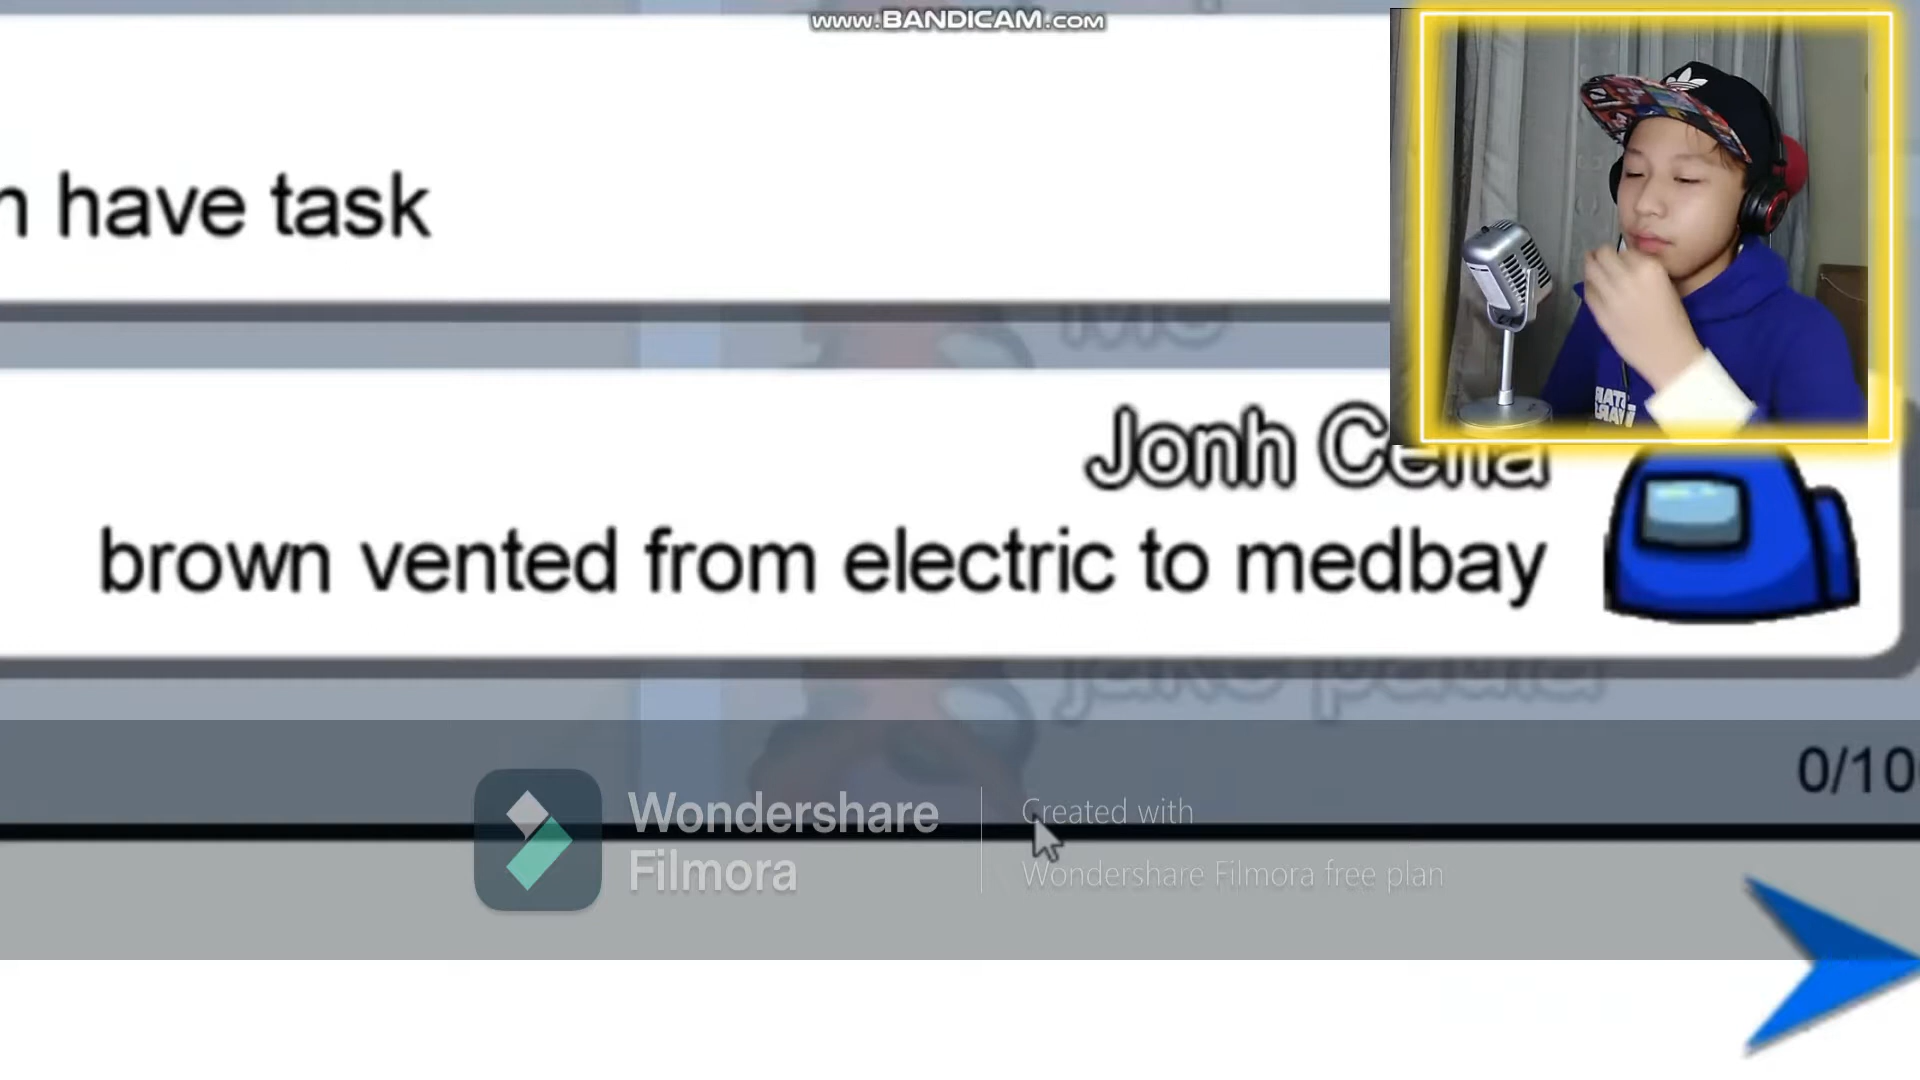 www.BANDICAM.com
have task
Jonh Cena
brown vented from electric to medbay
0/10
Wondershare
Filmora
Created with
Wondershare Filmora free plan